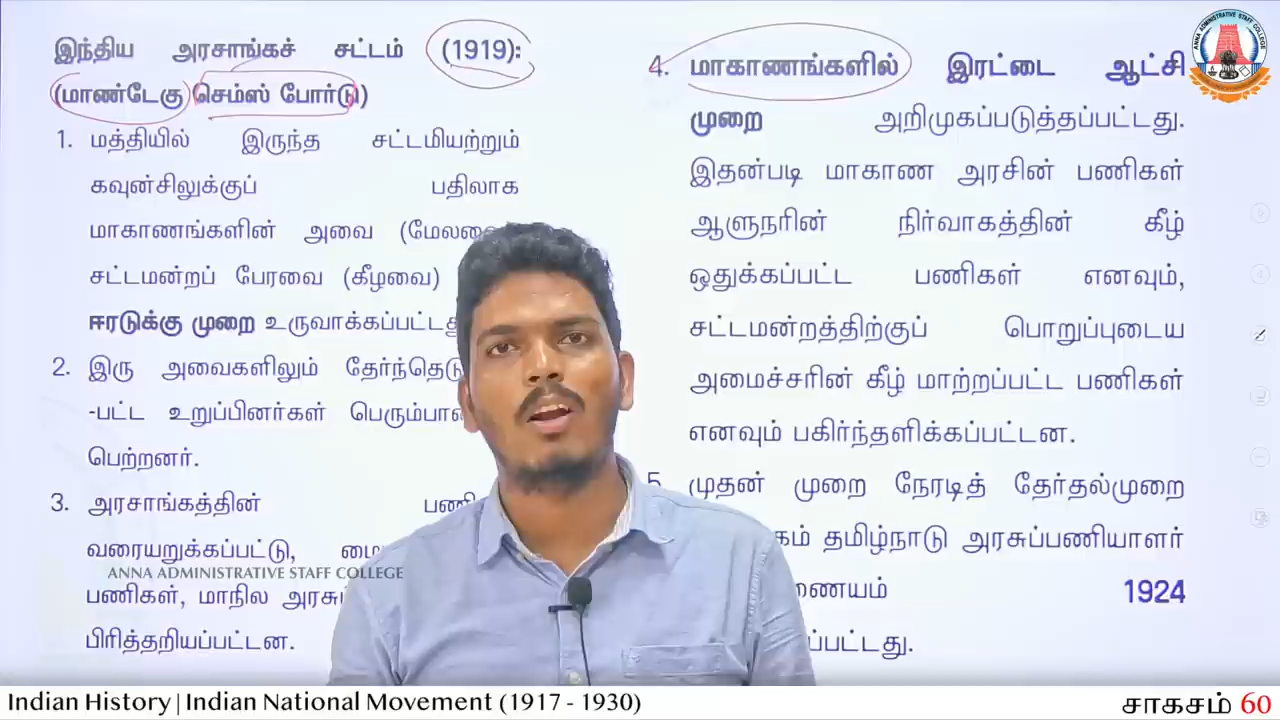 இந்திய அரசாங்கச் சட்டம் (1919):
(மாண்டேகு செம்ஸ் போர்டு)
1. மத்தியில் இருந்த சட்டமியற்றும்
கவுன்சிலுக்குப் பதிலாக
மாகாணங்களின் அவை
சட்டமன்றப் பேரவை (கீழவை)
ஈரடுக்கு முறை
2. இரு அவைகளிலும்
-பட்ட உறுப்பினர்கள்
பெற்றனர்.
3. அரசாங்கத்தின்
வரையறுக்கப்பட்டு,
பணிகள், மாநில
பிரித்தறியப்பட்டன.
4. மாகாணங்களில் இரட்டை ஆட்சி
முறை அறிமுகப்படுத்தப்பட்டது.
இதன்படி மாகாண அரசின் பணிகள்
ஆளுநரின் நிர்வாகத்தின் கீழ்
ஒதுக்கப்பட்ட பணிகள் எனவும்,
சட்டமன்றத்திற்குப் பொறுப்புடைய
அமைச்சரின் கீழ் மாற்றப்பட்ட பணிகள்
எனவும் பகிர்ந்தளிக்கப்பட்டன.
5. முதன் முறை நேரடித் தேர்தல்முறை
தமிழ்நாடு அரசுப்பணியாளர்
1924
ANNA ADMINISTRATIVE STAFF COLLEGE
ANNA ADMINISTRATIVE STAFF COLLEGE
Indian History | Indian National Movement (1917 - 1930)
சாகசம் 60